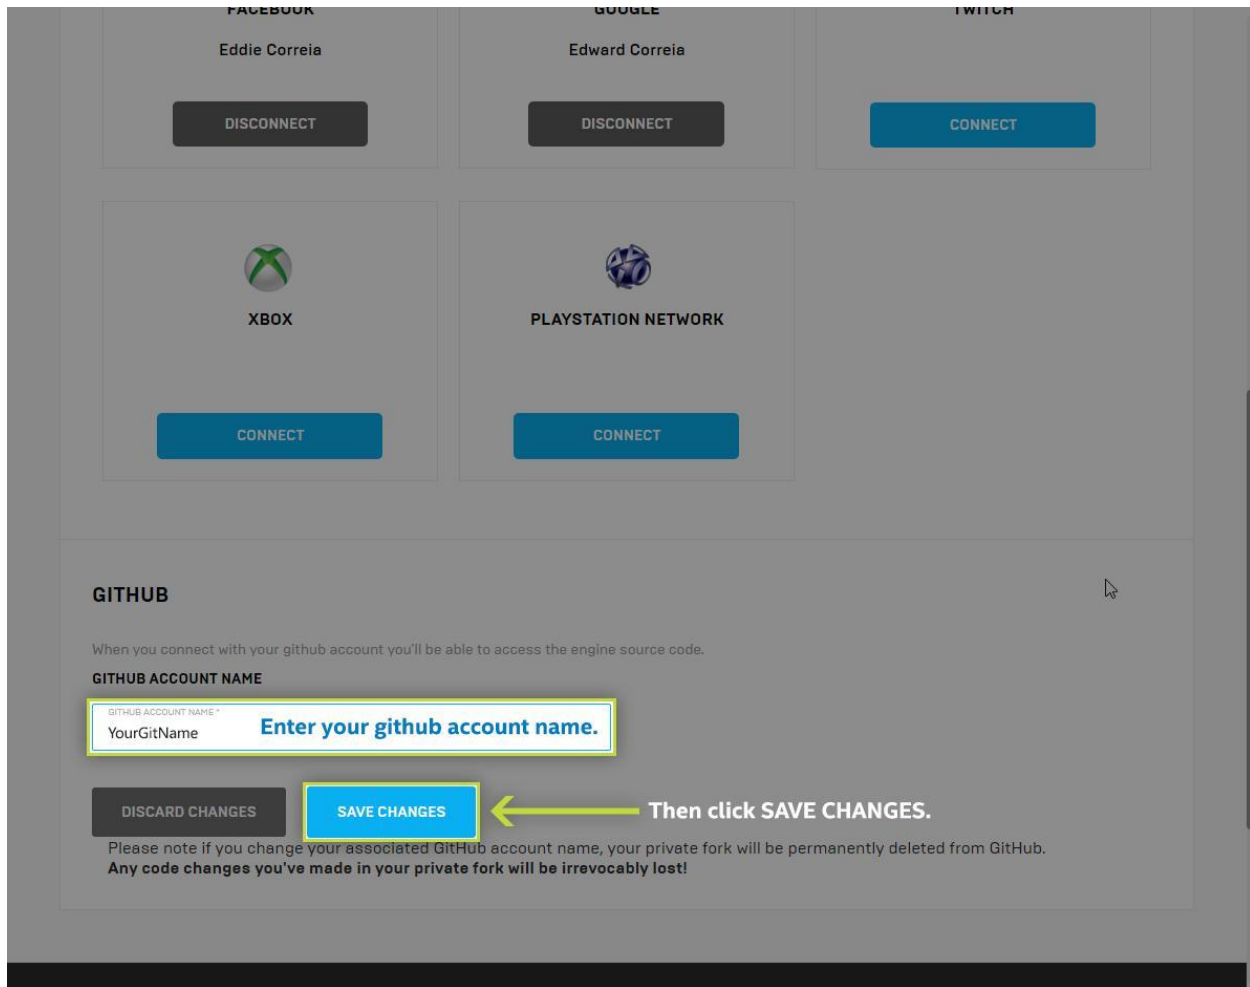 FACEBOOK
GOOGLE
TWITCH
Eddie Correia
Edward Correia
DISCONNECT
DISCONNECT
CONNECT
XBOX
PLAYSTATION NETWORK
CONNECT
CONNECT
GITHUB
When you connect with your github account you'll be able to access the engine source code.
GITHUB ACCOUNT NAME
GITHUB ACCOUNT NAME *
YourGitName
Enter your github account name.
DISCARD CHANGES
SAVE CHANGES
Then click SAVE CHANGES.
Please note if you change your associated GitHub account name, your private fork will be permanently deleted from GitHub.
Any code changes you've made in your private fork will be irrevocably lost!